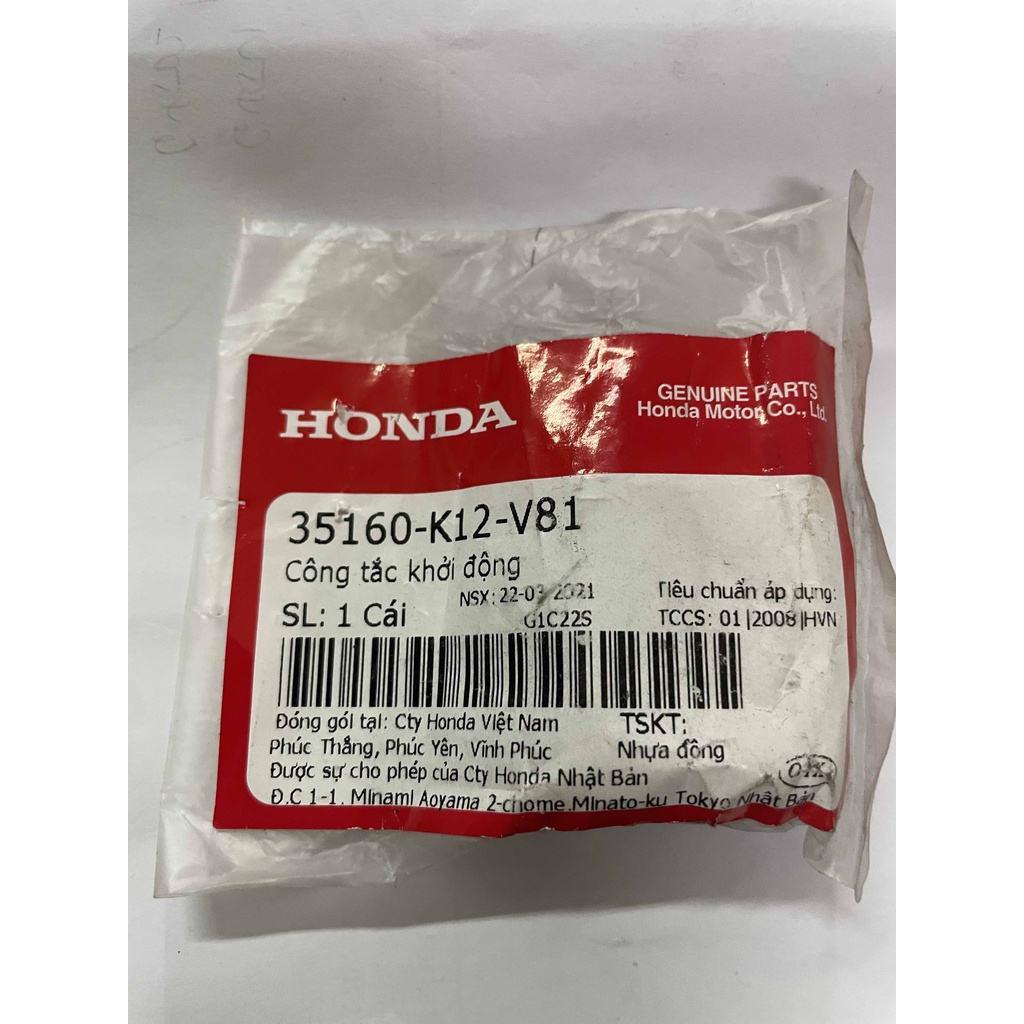 HONDA
GENUINE PARTS
Honda Motor Co., Ltd.
35160-K12-V81
Công tắc khởi động
NSX: 22-03 2021
Tiêu chuẩn áp dụng:
SL: 1 Cái
G1C22S
TCCS: 01|2008|HVN
Đóng gói tại: Cty Honda Việt Nam
TSKT:
Phúc Thắng, Phúc Yên, Vĩnh Phúc
Nhựa đồng
Được sự cho phép của Cty Honda Nhật Bản
Đ.C 1-1, Minami Aoyama 2-chome,Minato-ku Tokyo Nhật Bản